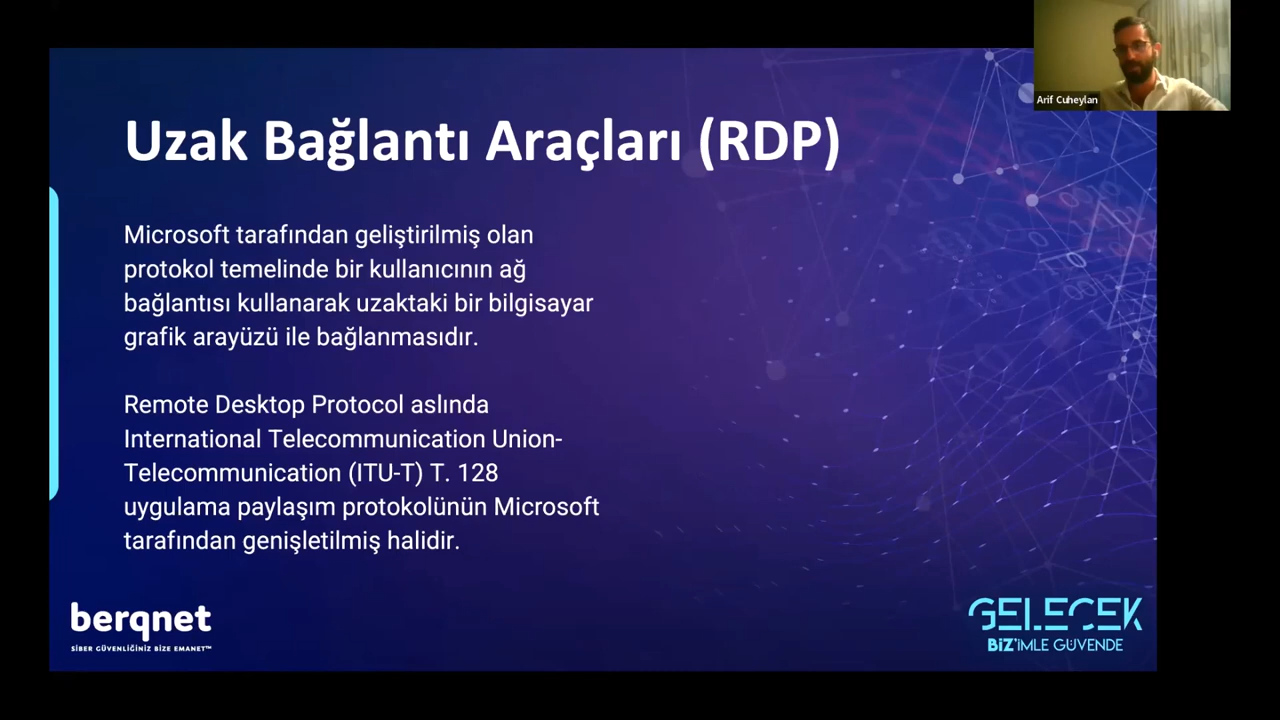 Arif Cuheylan
Uzak Bağlantı Araçları (RDP)
Microsoft tarafından geliştirilmiş olan
protokol temelinde bir kullanıcının ağ
bağlantısı kullanarak uzaktaki bir bilgisayar
grafik arayüzü ile bağlanmasıdır.
Remote Desktop Protocol aslında
International Telecommunication Union-
Telecommunication (ITU-T) T. 128
uygulama paylaşım protokolünün Microsoft
tarafından genişletilmiş halidir.
berqnet
SİBER GÜVENLİĞİNİZ BİZE EMANET™
GELECEK
BİZ'İMLE GÜVENDE